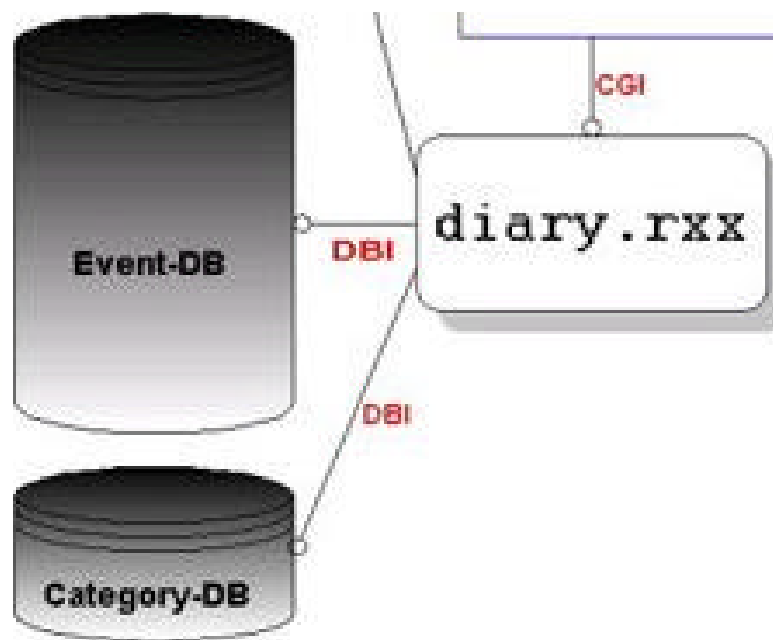 CGI
diary.rxx
DBI
Event-DB
DBI
Category-DB